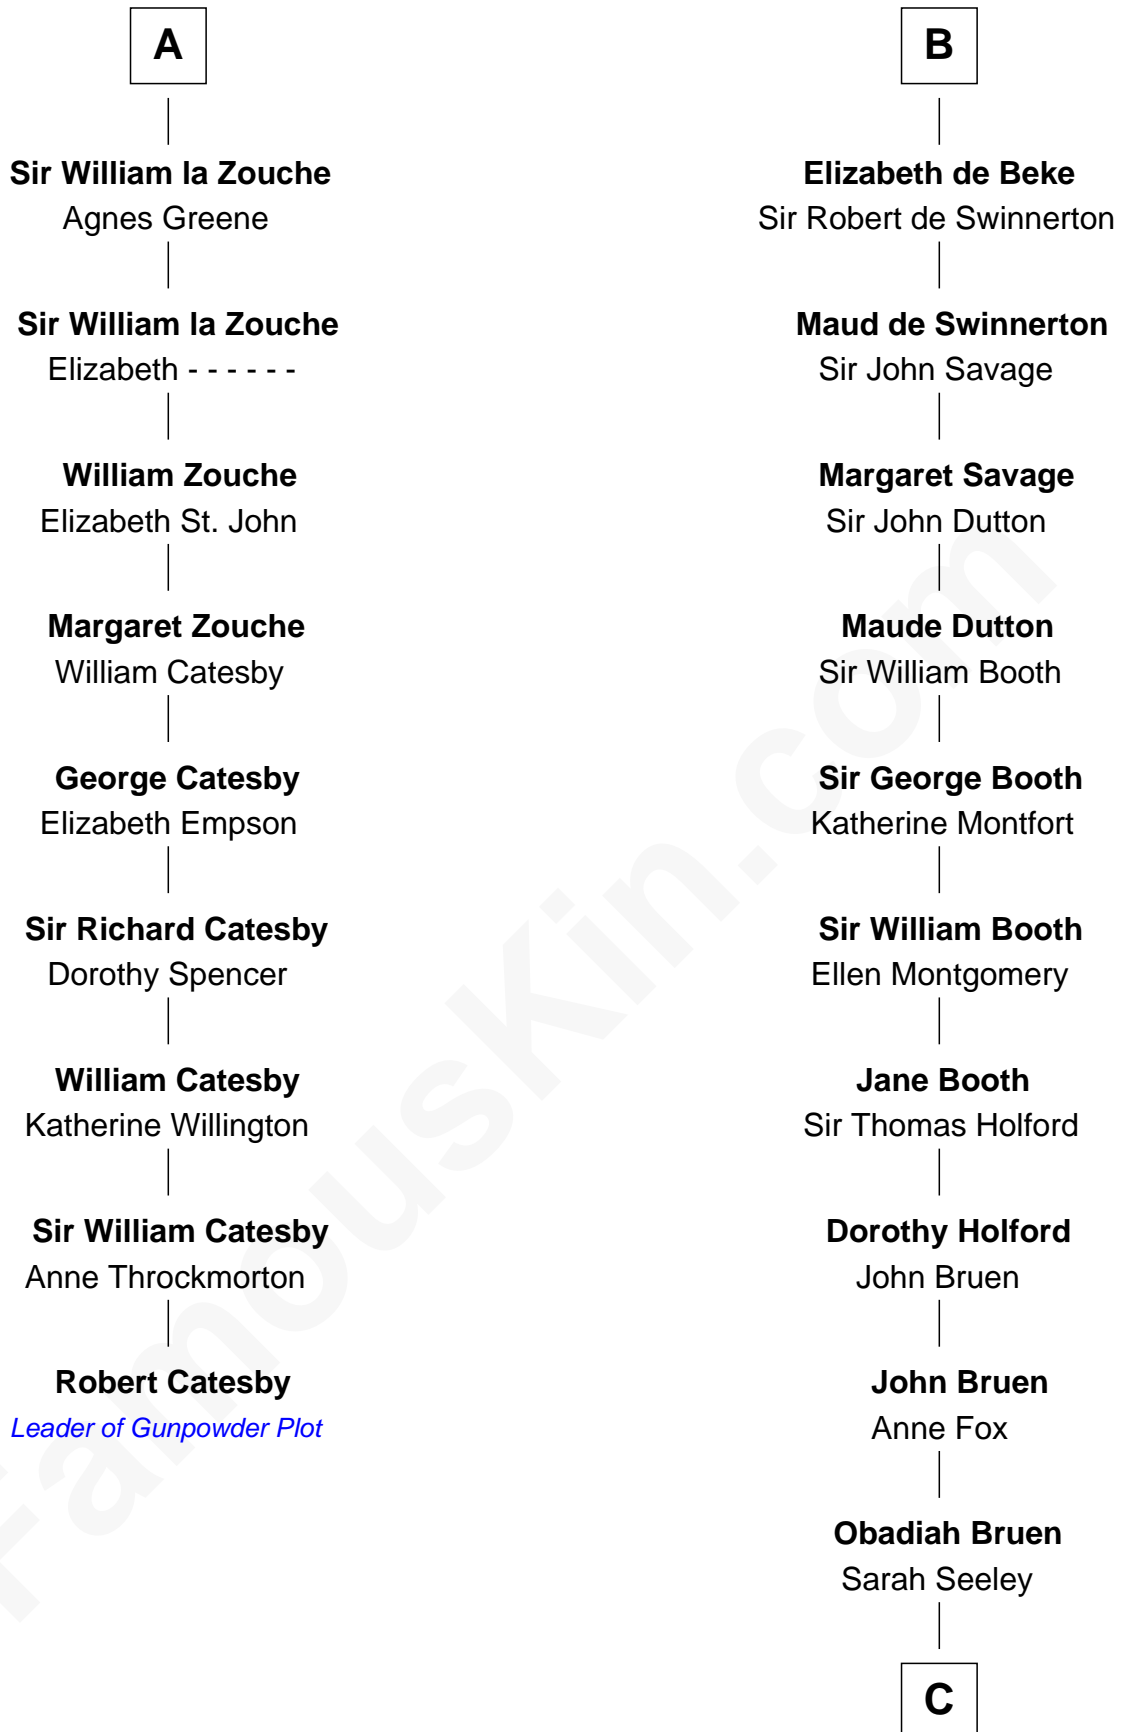 A
Sir William la Zouche
Agnes Greene
Sir William la Zouche
Elizabeth - - - - - -
William Zouche
Elizabeth St. John
Margaret Zouche
William Catesby
George Catesby
Elizabeth Empson
Sir Richard Catesby
Dorothy Spencer
William Catesby
Katherine Willington
Sir William Catesby
Anne Throckmorton
Robert Catesby
Leader of Gunpowder Plot
B
Elizabeth de Beke
Sir Robert de Swinnerton
Maud de Swinnerton
Sir John Savage
Margaret Savage
Sir John Dutton
Maude Dutton
Sir William Booth
Sir George Booth
Katherine Montfort
Sir William Booth
Ellen Montgomery
Jane Booth
Sir Thomas Holford
Dorothy Holford
John Bruen
John Bruen
Anne Fox
Obadiah Bruen
Sarah Seeley
C
FamousKin.com